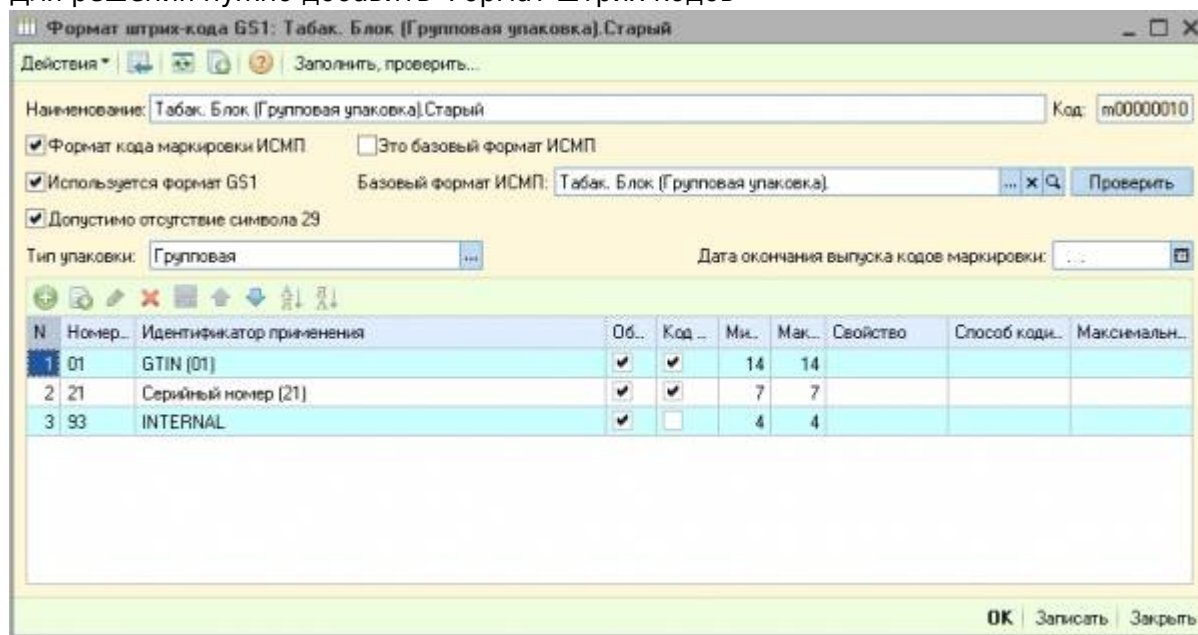 для решения нужно добавить Формат штрих кодов
Формат штрих-кода GS1: Табак. Блок (Групповая упаковка).Старый
Действия Заполнить, проверить...
Наименование: Табак. Блок (Групповая упаковка).Старый Код: m00000010
Формат кода маркировки ИСМП Это базовый формат ИСМП
Используется формат GS1 Базовый формат ИСМП: Табак. Блок (Групповая упаковка). ... x Проверить
Допустимо отсутствие символа 29
Тип упаковки: Групповая ... Дата окончания выпуска кодов маркировки: . .
N Номер... Идентификатор применения Об... Код ... Ми... Мак... Свойство Способ коди... Максимальн...
1 01 GTIN (01) 14 14
2 21 Серийный номер (21) 7 7
3 93 INTERNAL 4 4
OK Записать Закрыть